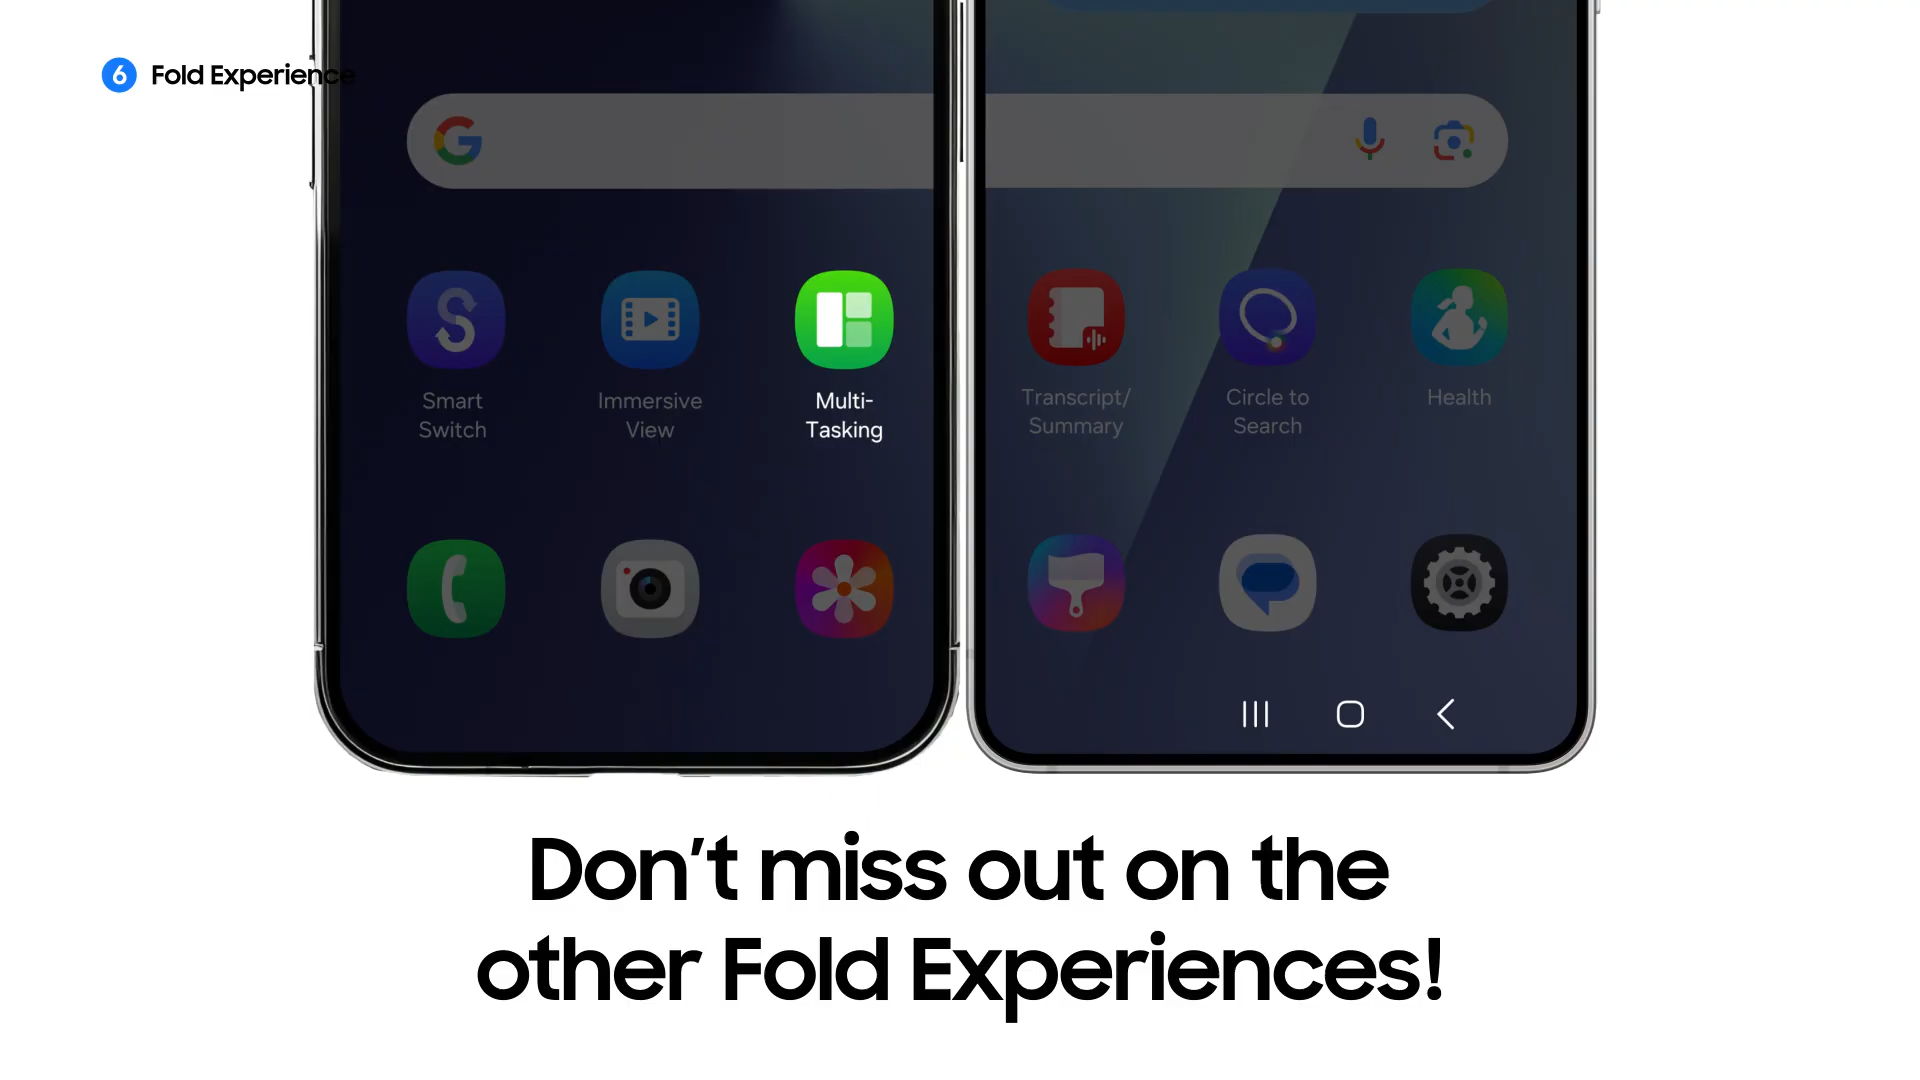 6 Fold Experience
Smart
Switch
Immersive
View
Multi-
Tasking
Transcript/
Summary
Circle to
Search
Health
Don’t miss out on the
other Fold Experiences!